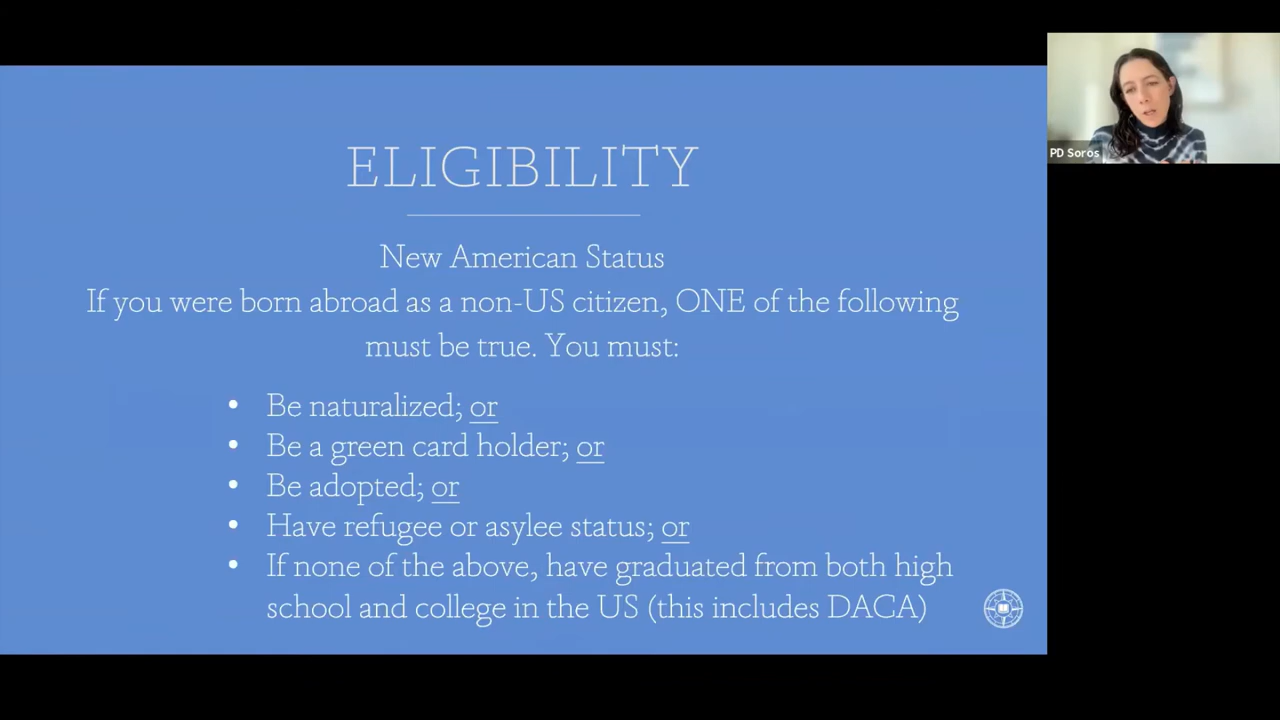 ELIGIBILITY
New American Status
If you were born abroad as a non-US citizen, ONE of the following
must be true. You must:
• Be naturalized; or
• Be a green card holder; or
• Be adopted; or
• Have refugee or asylee status; or
• If none of the above, have graduated from both high
school and college in the US (this includes DACA)
PD Soros